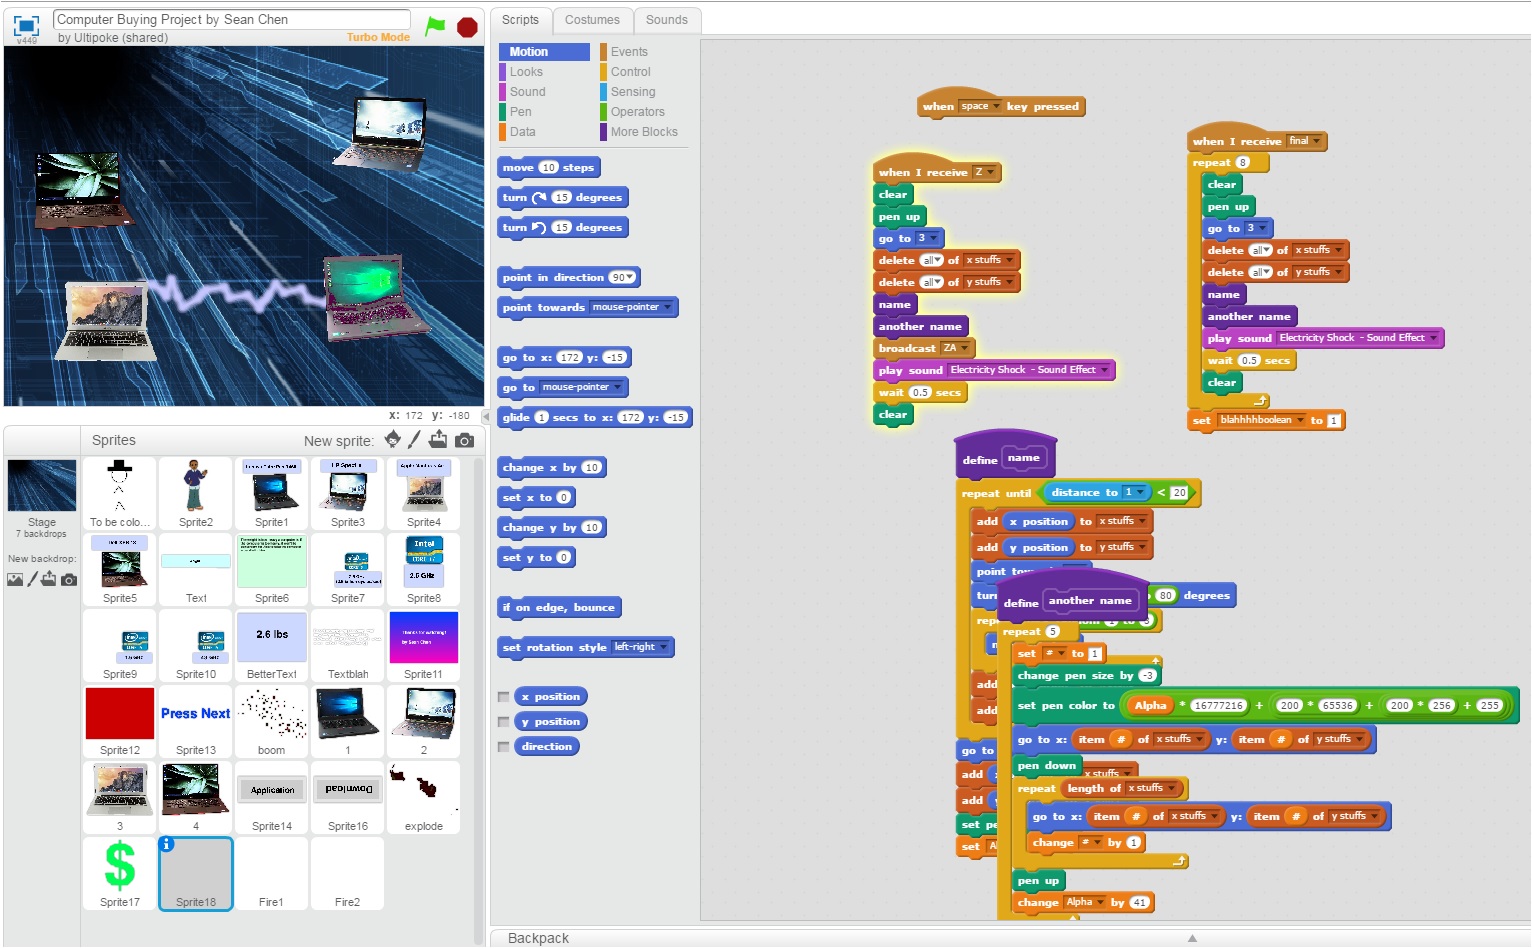 Computer Buying Project by Sean Chen
by Ultipoke (shared)
Turbo Mode
v449
x: 172 y: -180
Sprites
New sprite:
Stage
7 backdrops
New backdrop:
To be colo...
Sprite2
Sprite1
Sprite3
Sprite4
Sprite5
Text
Sprite6
Sprite7
Intel
2.6 GHz
Sprite8
Sprite9
Sprite10
2.6 lbs
BetterText
Textblah
Thanks for watching!
by Sean Chen
Sprite11
Sprite12
Press Next
Sprite13
boom
1
2
3
4
Application
Sprite14
Download
Sprite16
explode
$
Sprite17
Sprite18
Fire1
Fire2
Scripts
Costumes
Sounds
Motion
Looks
Sound
Pen
Data
Events
Control
Sensing
Operators
More Blocks
move 10 steps
turn 15 degrees
turn 15 degrees
point in direction 90
point towards mouse-pointer
go to x: 172 y: -15
go to mouse-pointer
glide 1 secs to x: 172 y: -15
change x by 10
set x to 0
change y by 10
set y to 0
if on edge, bounce
set rotation style left-right
x position
y position
direction
when space key pressed
when I receive Z
clear
pen up
go to 3
delete all of x stuffs
delete all of y stuffs
name
another name
broadcast ZA
play sound Electricity Shock - Sound Effect
wait 0.5 secs
clear
when I receive final
repeat 8
clear
pen up
go to 3
delete all of x stuffs
delete all of y stuffs
name
another name
play sound Electricity Shock - Sound Effect
wait 0.5 secs
clear
set blahhhhboolean to 1
define name
repeat until distance to 1 < 20
add x position to x stuffs
add y position to y stuffs
80 degrees
go to
add x stuffs
add
set
define another name
repeat 5
set # to 1
change pen size by -3
set pen color to Alpha * 16777216 + 200 * 65536 + 200 * 256 + 255
go to x: item # of x stuffs y: item # of y stuffs
pen down
repeat length of x stuffs
go to x: item # of x stuffs y: item # of y stuffs
change # by 1
pen up
change Alpha by 41
Backpack